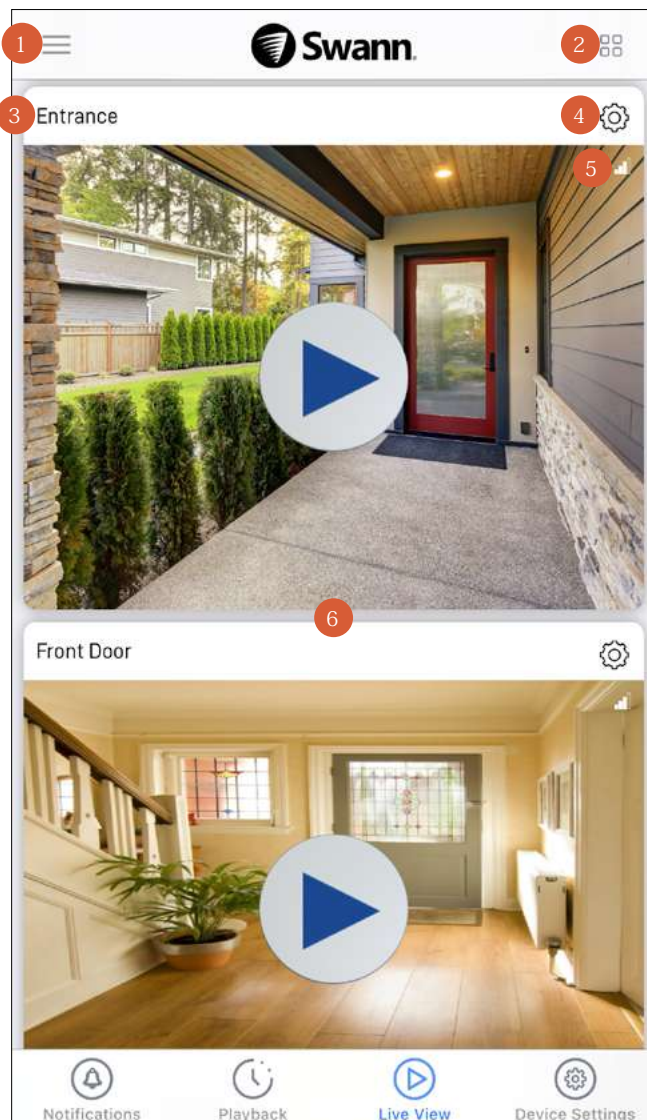 1
Swann
2
3
Entrance
4
5
6
Front Door
Notifications
Playback
Live View
Device Settings